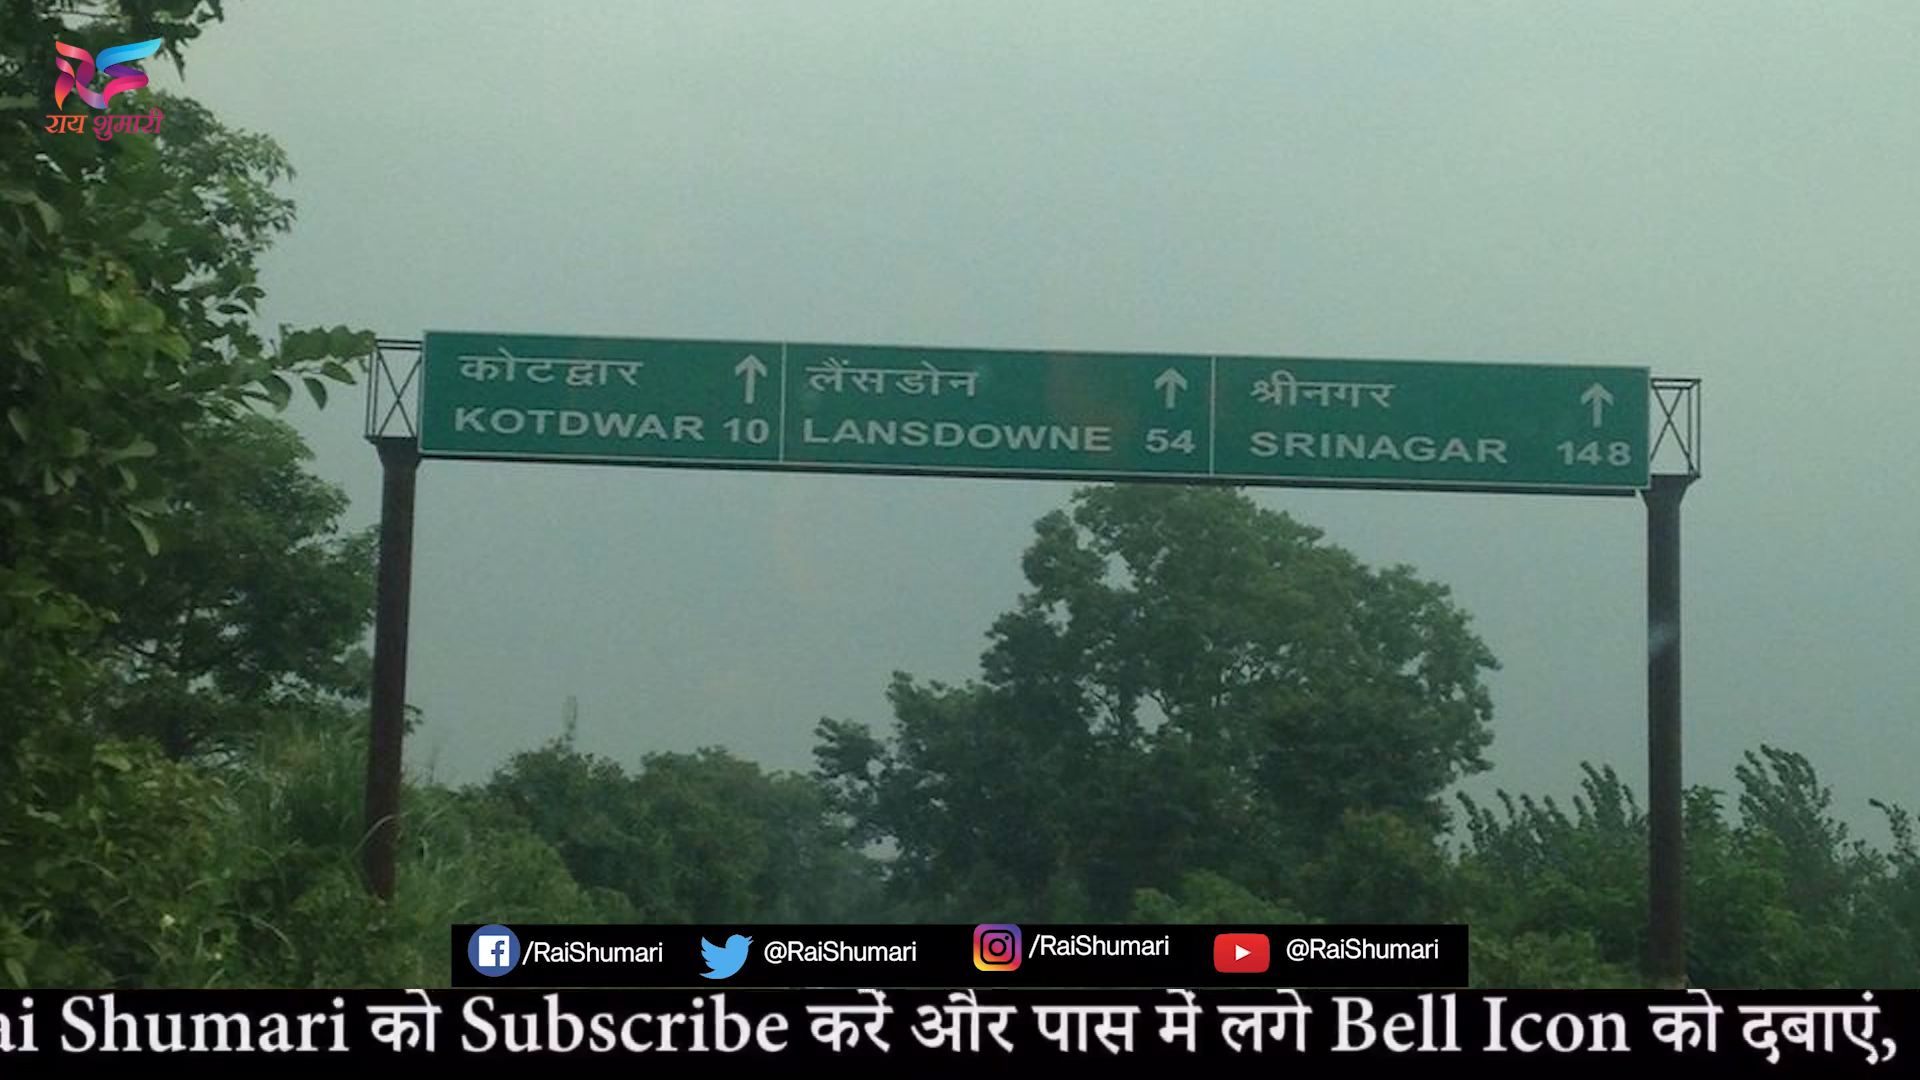 राय शुमारी
कोटद्वार
KOTDWAR 10
लैंसडोन
LANSDOWNE 54
श्रीनगर
SRINAGAR 148
/RaiShumari @RaiShumari /RaiShumari @RaiShumari
ai Shumari को Subscribe करें और पास में लगे Bell Icon को दबाएं,